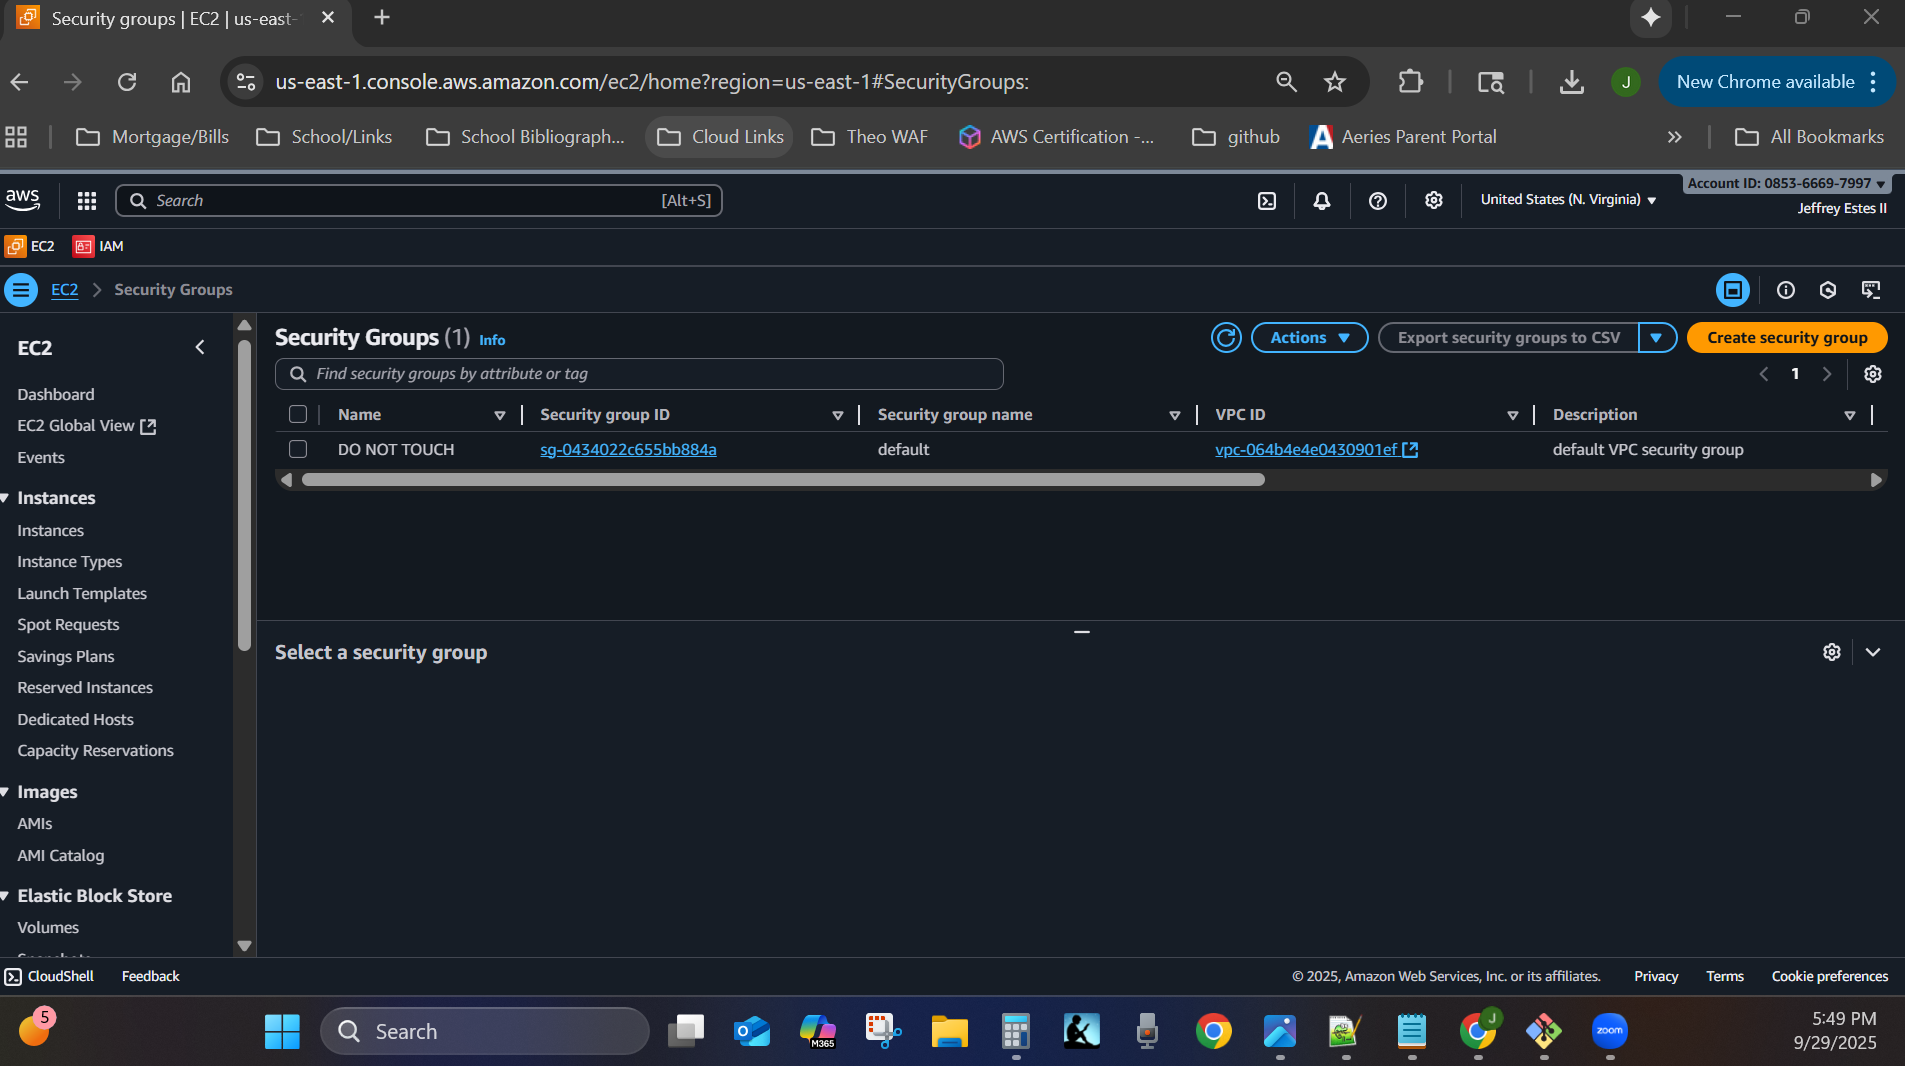 Security groups | EC2 | us-east-
us-east-1.console.aws.amazon.com/ec2/home?region=us-east-1#SecurityGroups:
J
New Chrome available
Mortgage/Bills
School/Links
School Bibliograph...
Cloud Links
Theo WAF
AWS Certification -...
github
Aeries Parent Portal
All Bookmarks
aws
Search
[Alt+S]
United States (N. Virginia)
Account ID: 0853-6669-7997
Jeffrey Estes II
EC2
IAM
EC2
Security Groups
EC2
Dashboard
EC2 Global View
Events
Instances
Instances
Instance Types
Launch Templates
Spot Requests
Savings Plans
Reserved Instances
Dedicated Hosts
Capacity Reservations
Images
AMIs
AMI Catalog
Elastic Block Store
Volumes
Security Groups (1) Info
Actions
Export security groups to CSV
Create security group
Find security groups by attribute or tag
1
Name
Security group ID
Security group name
VPC ID
Description
DO NOT TOUCH
sg-0434022c655bb884a
default
vpc-064b4e4e0430901ef
default VPC security group
Select a security group
CloudShell
Feedback
© 2025, Amazon Web Services, Inc. or its affiliates.
Privacy
Terms
Cookie preferences
5
Search
M365
J
zoom
5:49 PM
9/29/2025